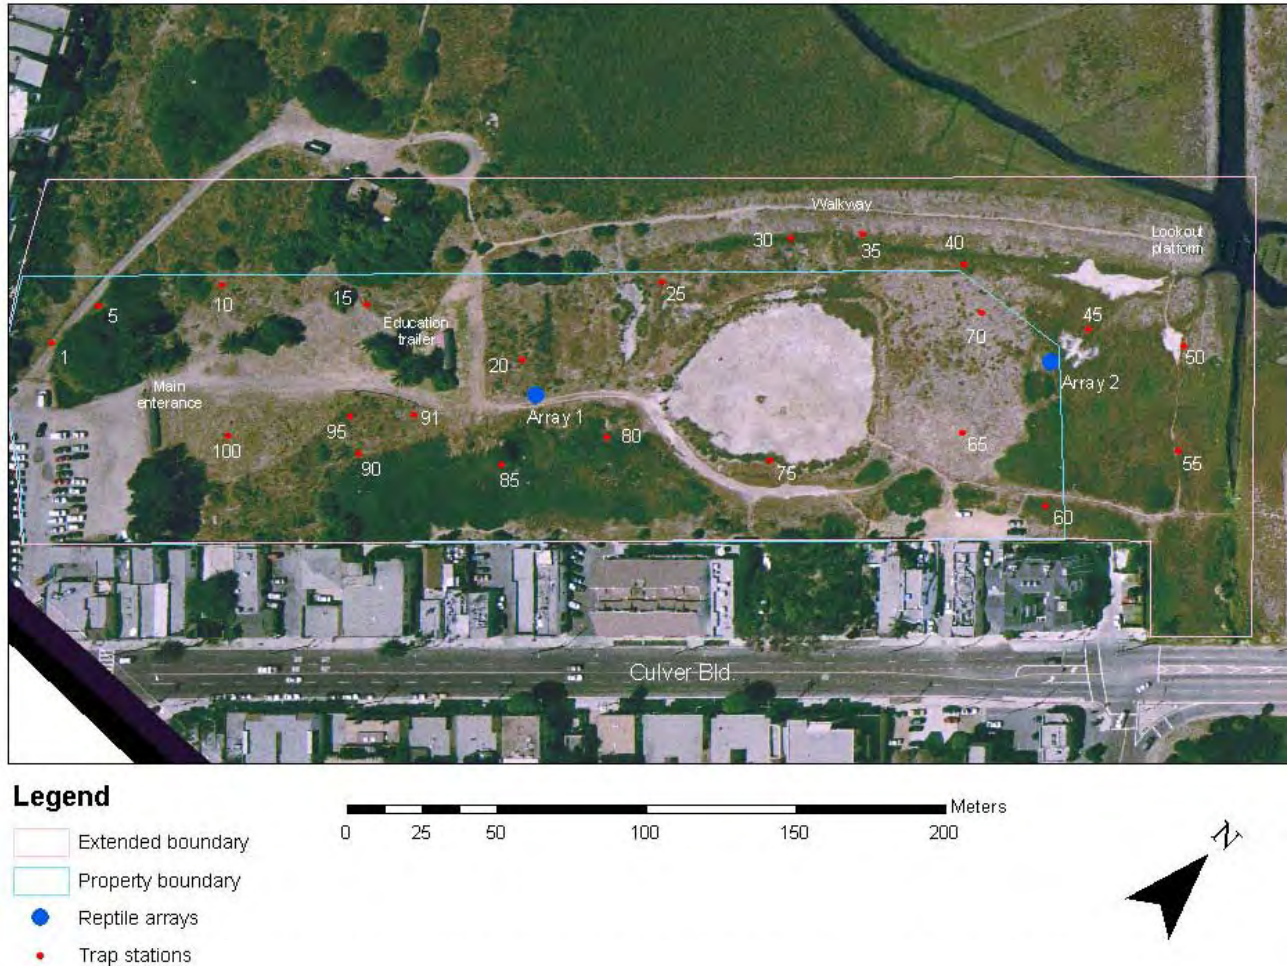 Walkway
30
35
40
Lookout
platform
5
10
15
25
Education
trailer
70
45
50
1
20
Main
enterance
Array 1
Array 2
95
91
100
90
80
85
75
65
55
60
Culver Bld.
Legend
Extended boundary
Property boundary
Reptile arrays
Trap stations
Meters
0 25 50 100 150 200
N